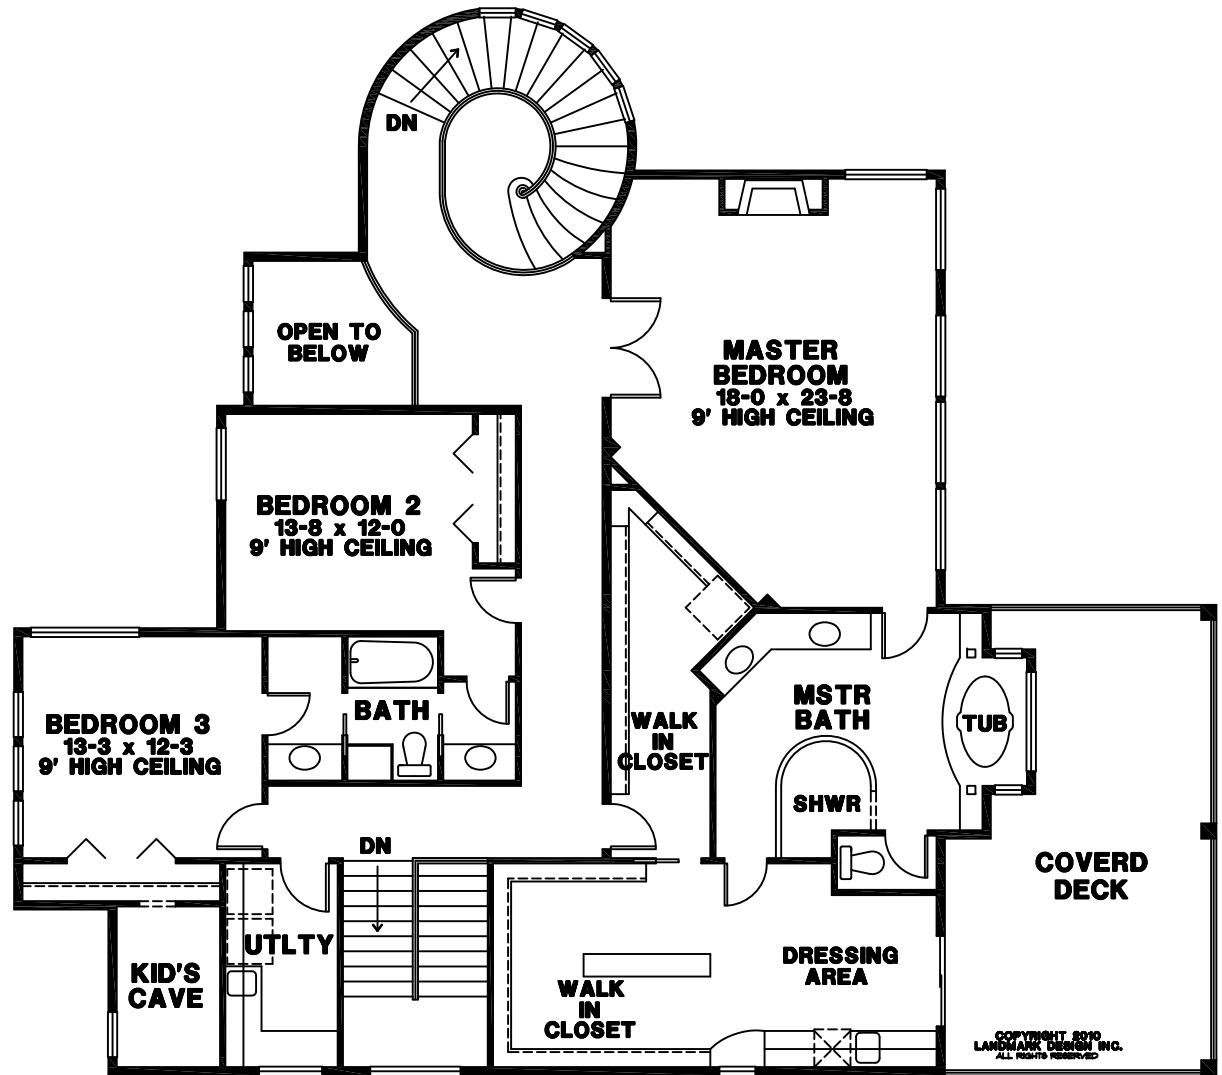 DN
OPEN TO
BELOW
MASTER
BEDROOM
18-0 x 23-8
9' HIGH CEILING
BEDROOM 2
13-8 x 12-0
9' HIGH CEILING
BEDROOM 3
13-3 x 12-3
9' HIGH CEILING
BATH
WALK
IN
CLOSET
MSTR
BATH
TUB
SHWR
DN
COVERD
DECK
UTLTY
KID'S
CAVE
WALK
IN
CLOSET
DRESSING
AREA
COPYRIGHT 2010
LANDMARK DESIGN INC.
ALL RIGHTS RESERVED